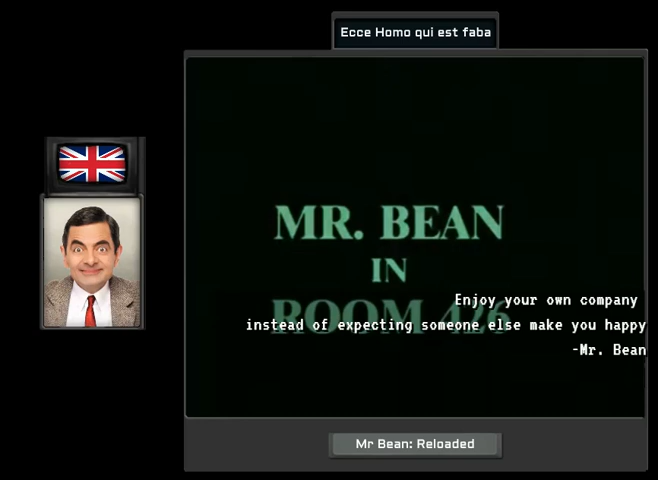 Ecce Homo qui est faba
MR. BEAN
IN
ROOM 426
Enjoy your own company
instead of expecting someone else make you happy
-Mr. Bean
Mr Bean: Reloaded